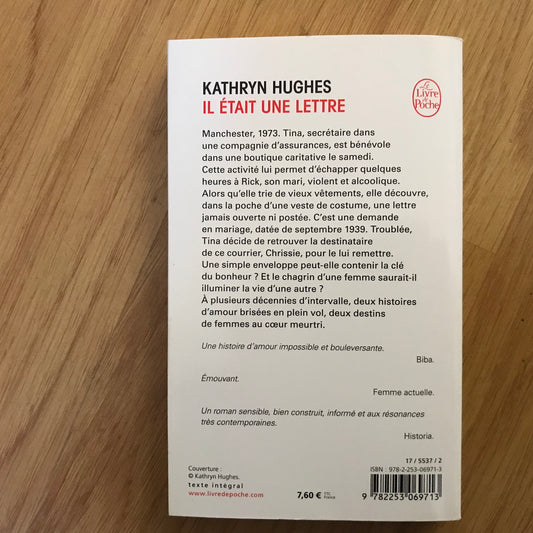 KATHRYN HUGHES
IL ÉTAIT UNE LETTRE
Le
Livre
de
Poche
Manchester, 1973. Tina, secrétaire dans
une compagnie d'assurances, est bénévole
dans une boutique caritative le samedi.
Cette activité lui permet d'échapper quelques
heures à Rick, son mari, violent et alcoolique.
Alors qu'elle trie de vieux vêtements, elle découvre,
dans la poche d'une veste de costume, une lettre
jamais ouverte ni postée. C'est une demande
en mariage, datée de septembre 1939. Troublée,
Tina décide de retrouver la destinataire
de ce courrier, Chrissie, pour le lui remettre.
Une simple enveloppe peut-elle contenir la clé
du bonheur ? Et le chagrin d'une femme saurait-il
illuminer la vie d'une autre ?
À plusieurs décennies d'intervalle, deux histoires
d'amour brisées en plein vol, deux destins
de femmes au cœur meurtri.
Une histoire d'amour impossible et bouleversante.
Biba.
Émouvant.
Femme actuelle.
Un roman sensible, bien construit, informé et aux résonances
très contemporaines.
Historia.
Couverture :
© Kathryn Hughes.
texte intégral
www.livredepoche.com
7,60 € TTC
France
17 / 5537 / 2
ISBN : 978-2-253-06971-3
9 782253 069713